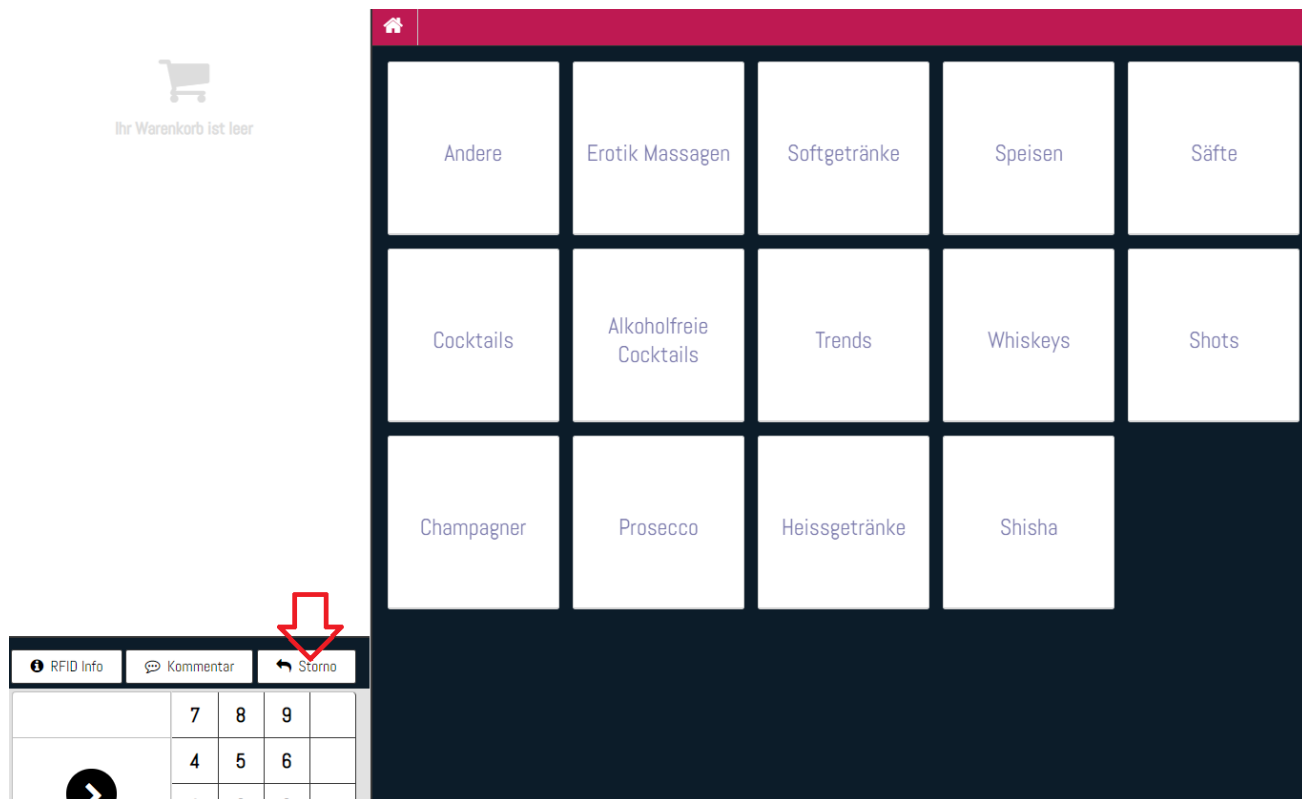 Ihr Warenkorb ist leer
Andere
Erotik Massagen
Softgetränke
Speisen
Säfte
Cocktails
Alkoholfreie
Cocktails
Trends
Whiskeys
Shots
Champagner
Prosecco
Heissgetränke
Shisha
RFID Info
Kommentar
Storno
7 8 9
4 5 6